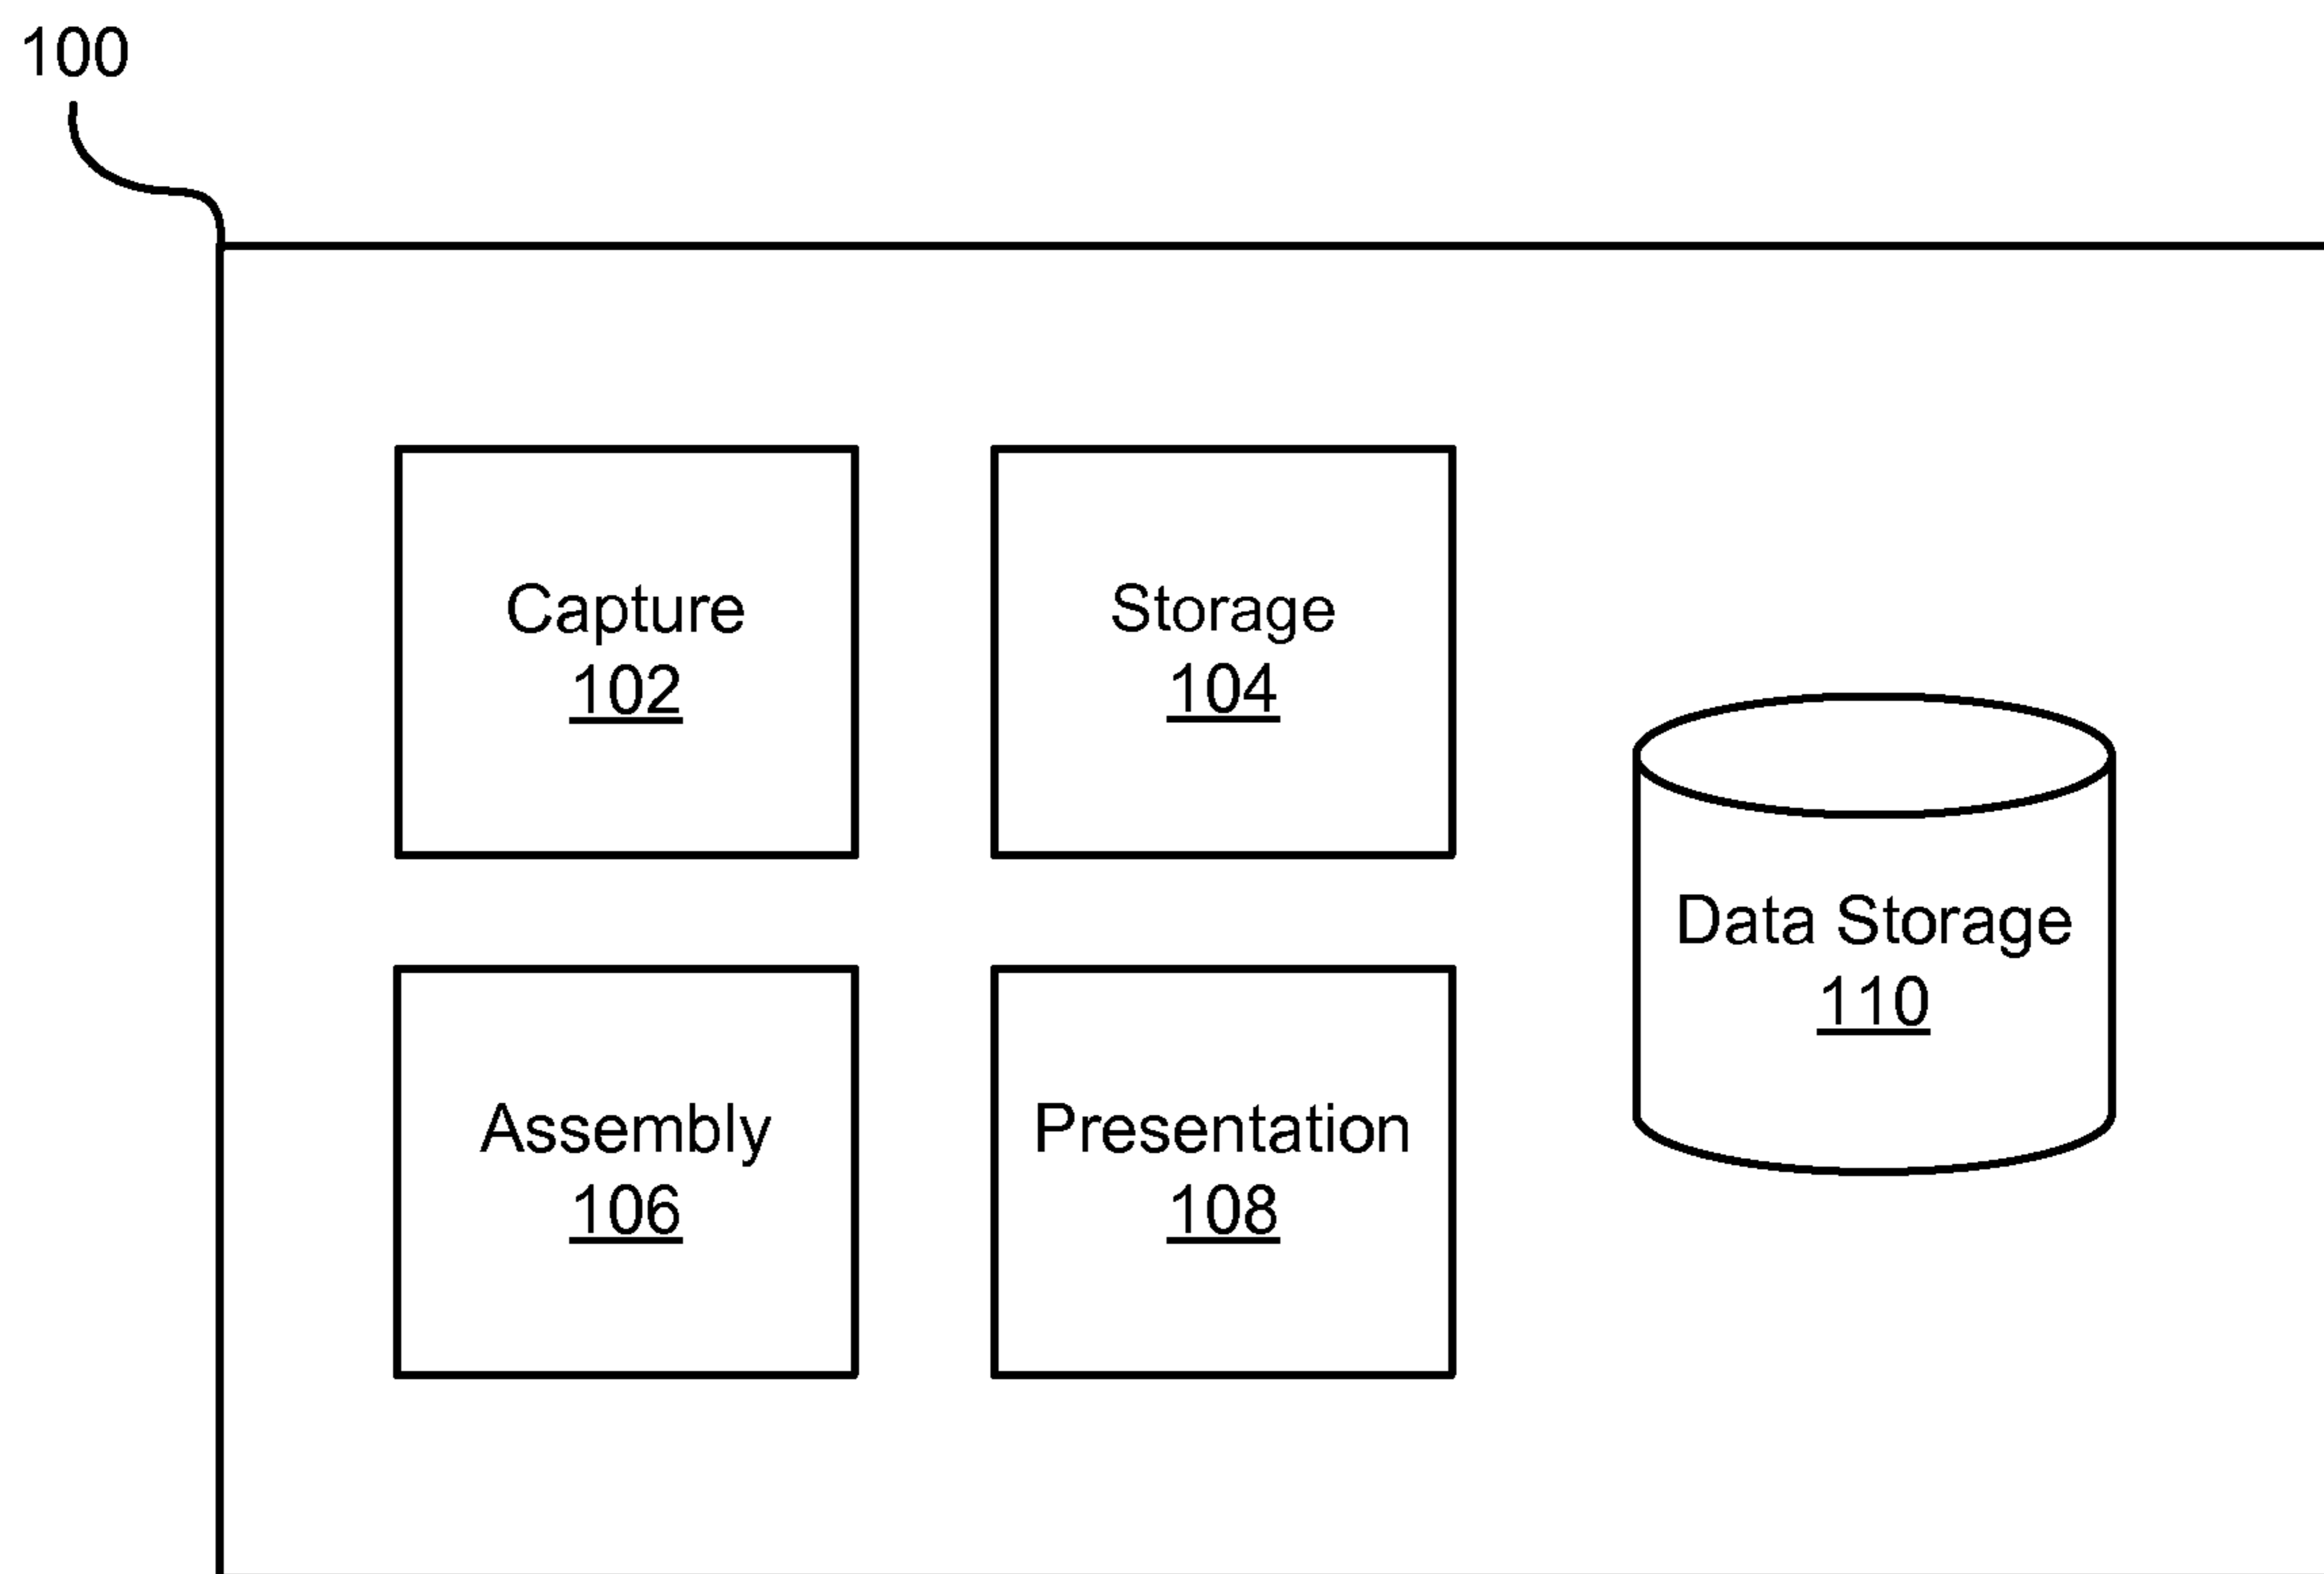 100
Capture
102
Storage
104
Data Storage
110
Assembly
106
Presentation
108